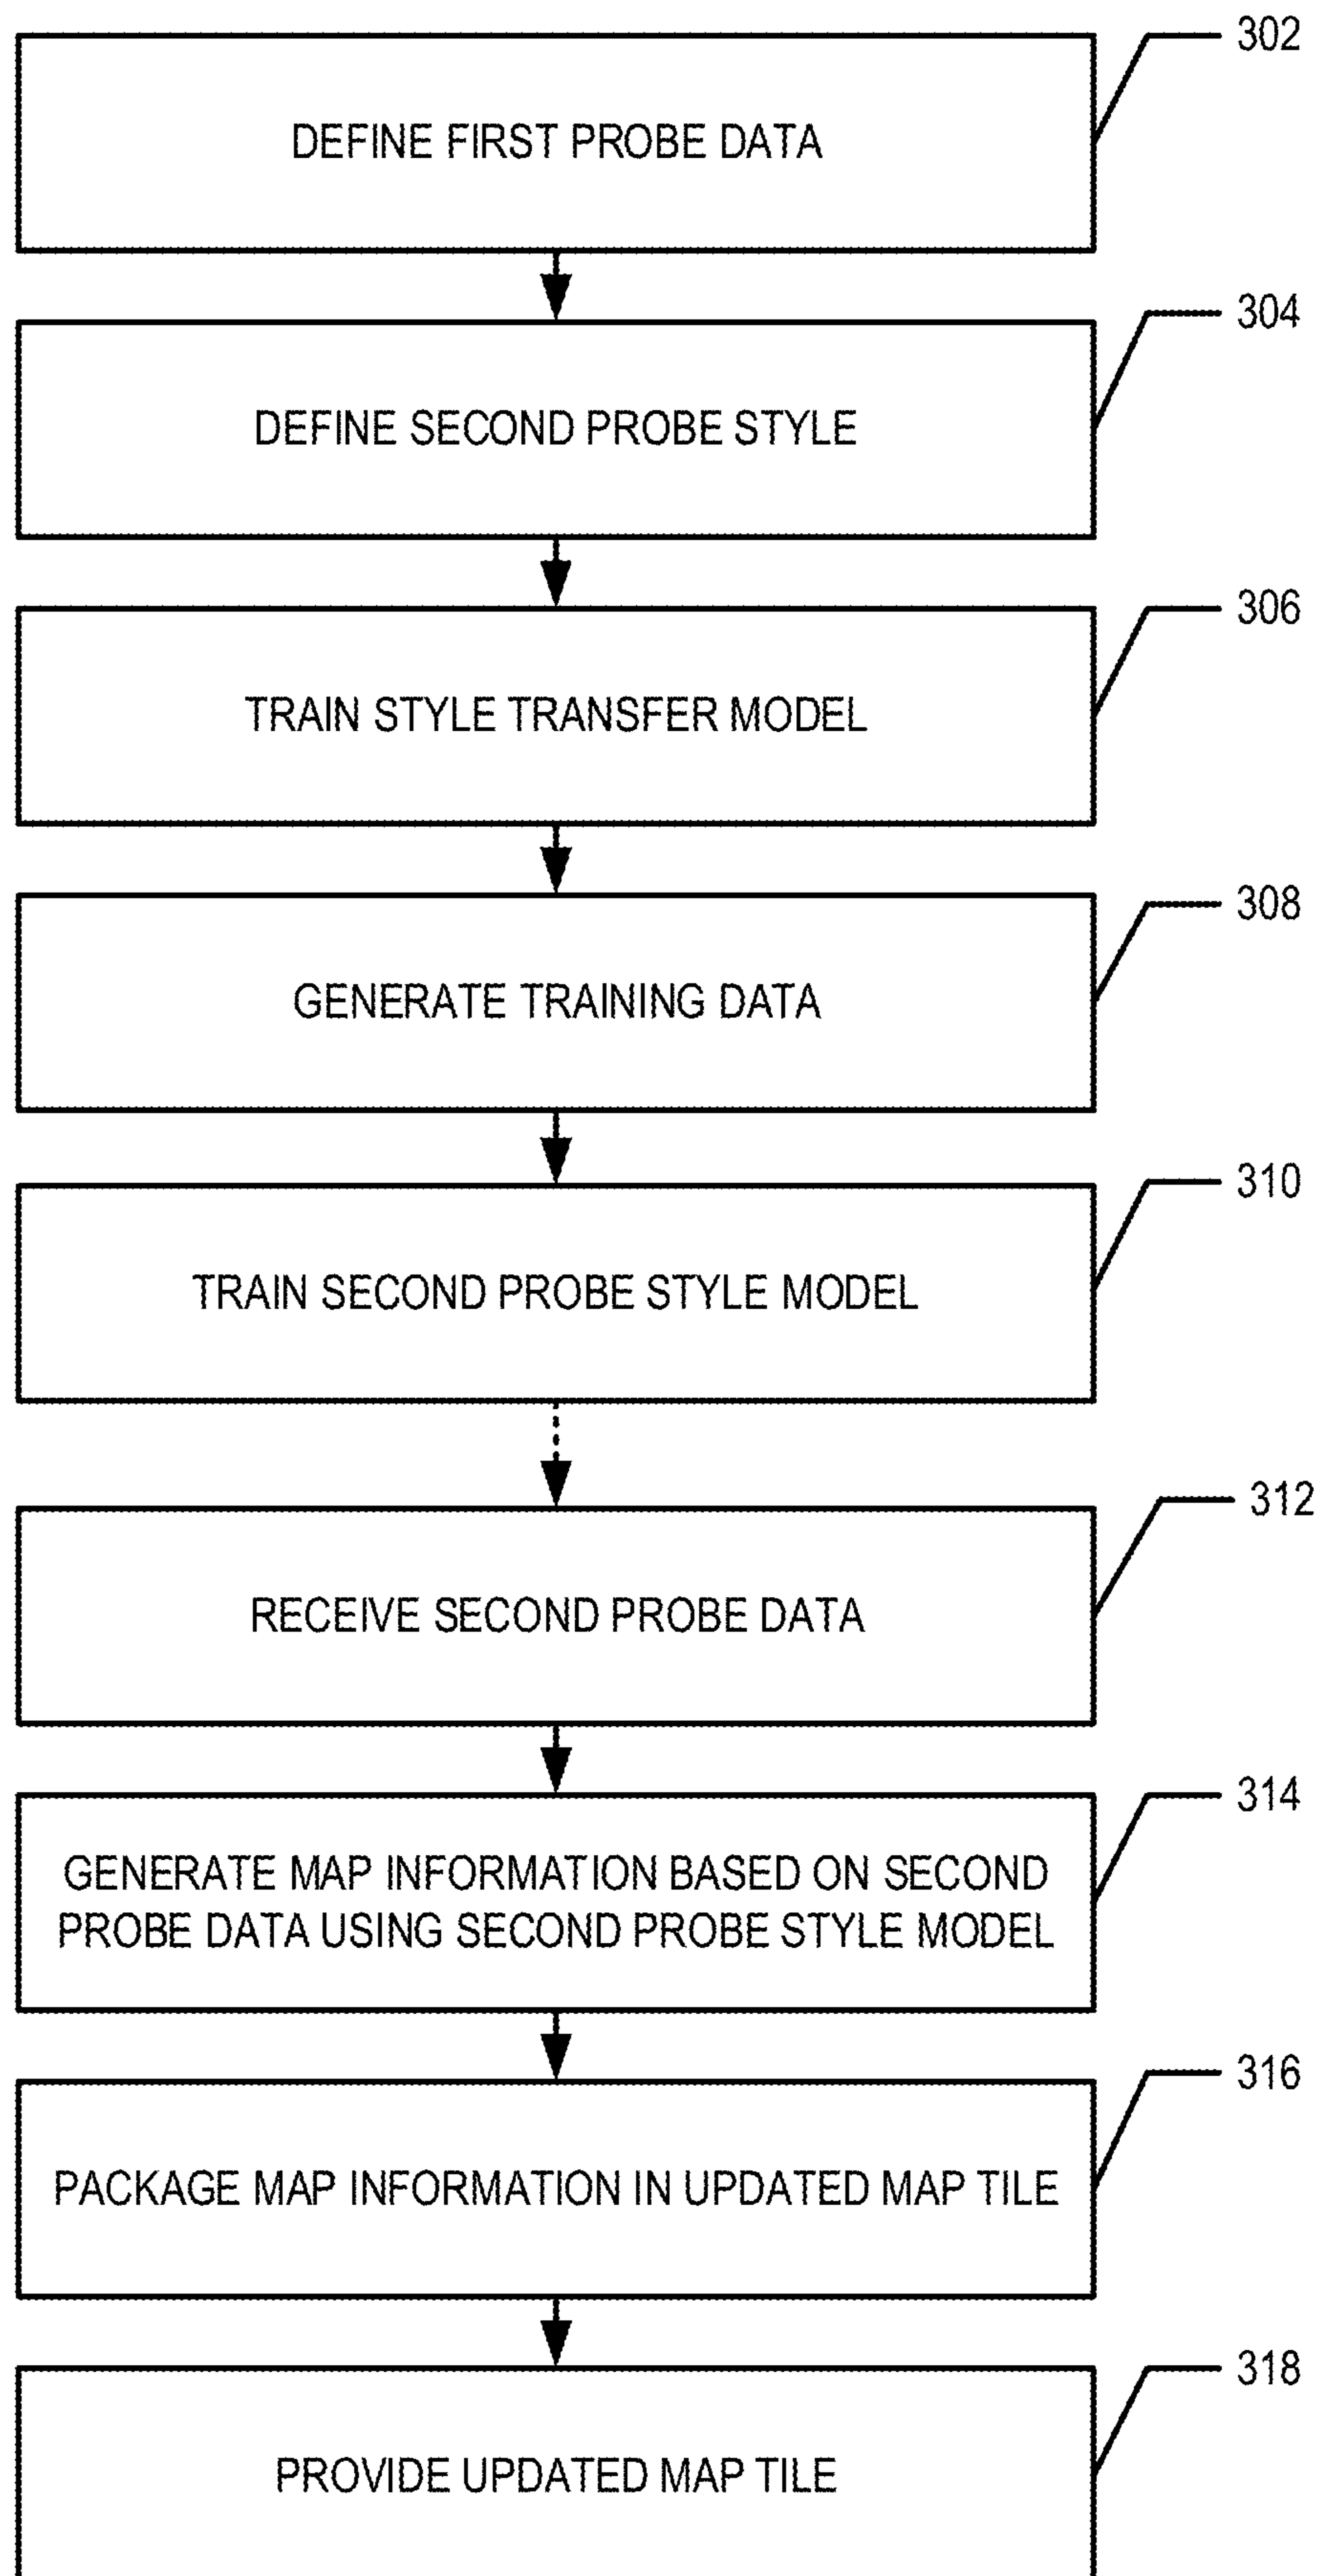 302
DEFINE FIRST PROBE DATA
304
DEFINE SECOND PROBE STYLE
306
TRAIN STYLE TRANSFER MODEL
308
GENERATE TRAINING DATA
310
TRAIN SECOND PROBE STYLE MODEL
312
RECEIVE SECOND PROBE DATA
314
GENERATE MAP INFORMATION BASED ON SECOND
PROBE DATA USING SECOND PROBE STYLE MODEL
316
PACKAGE MAP INFORMATION IN UPDATED MAP TILE
318
PROVIDE UPDATED MAP TILE